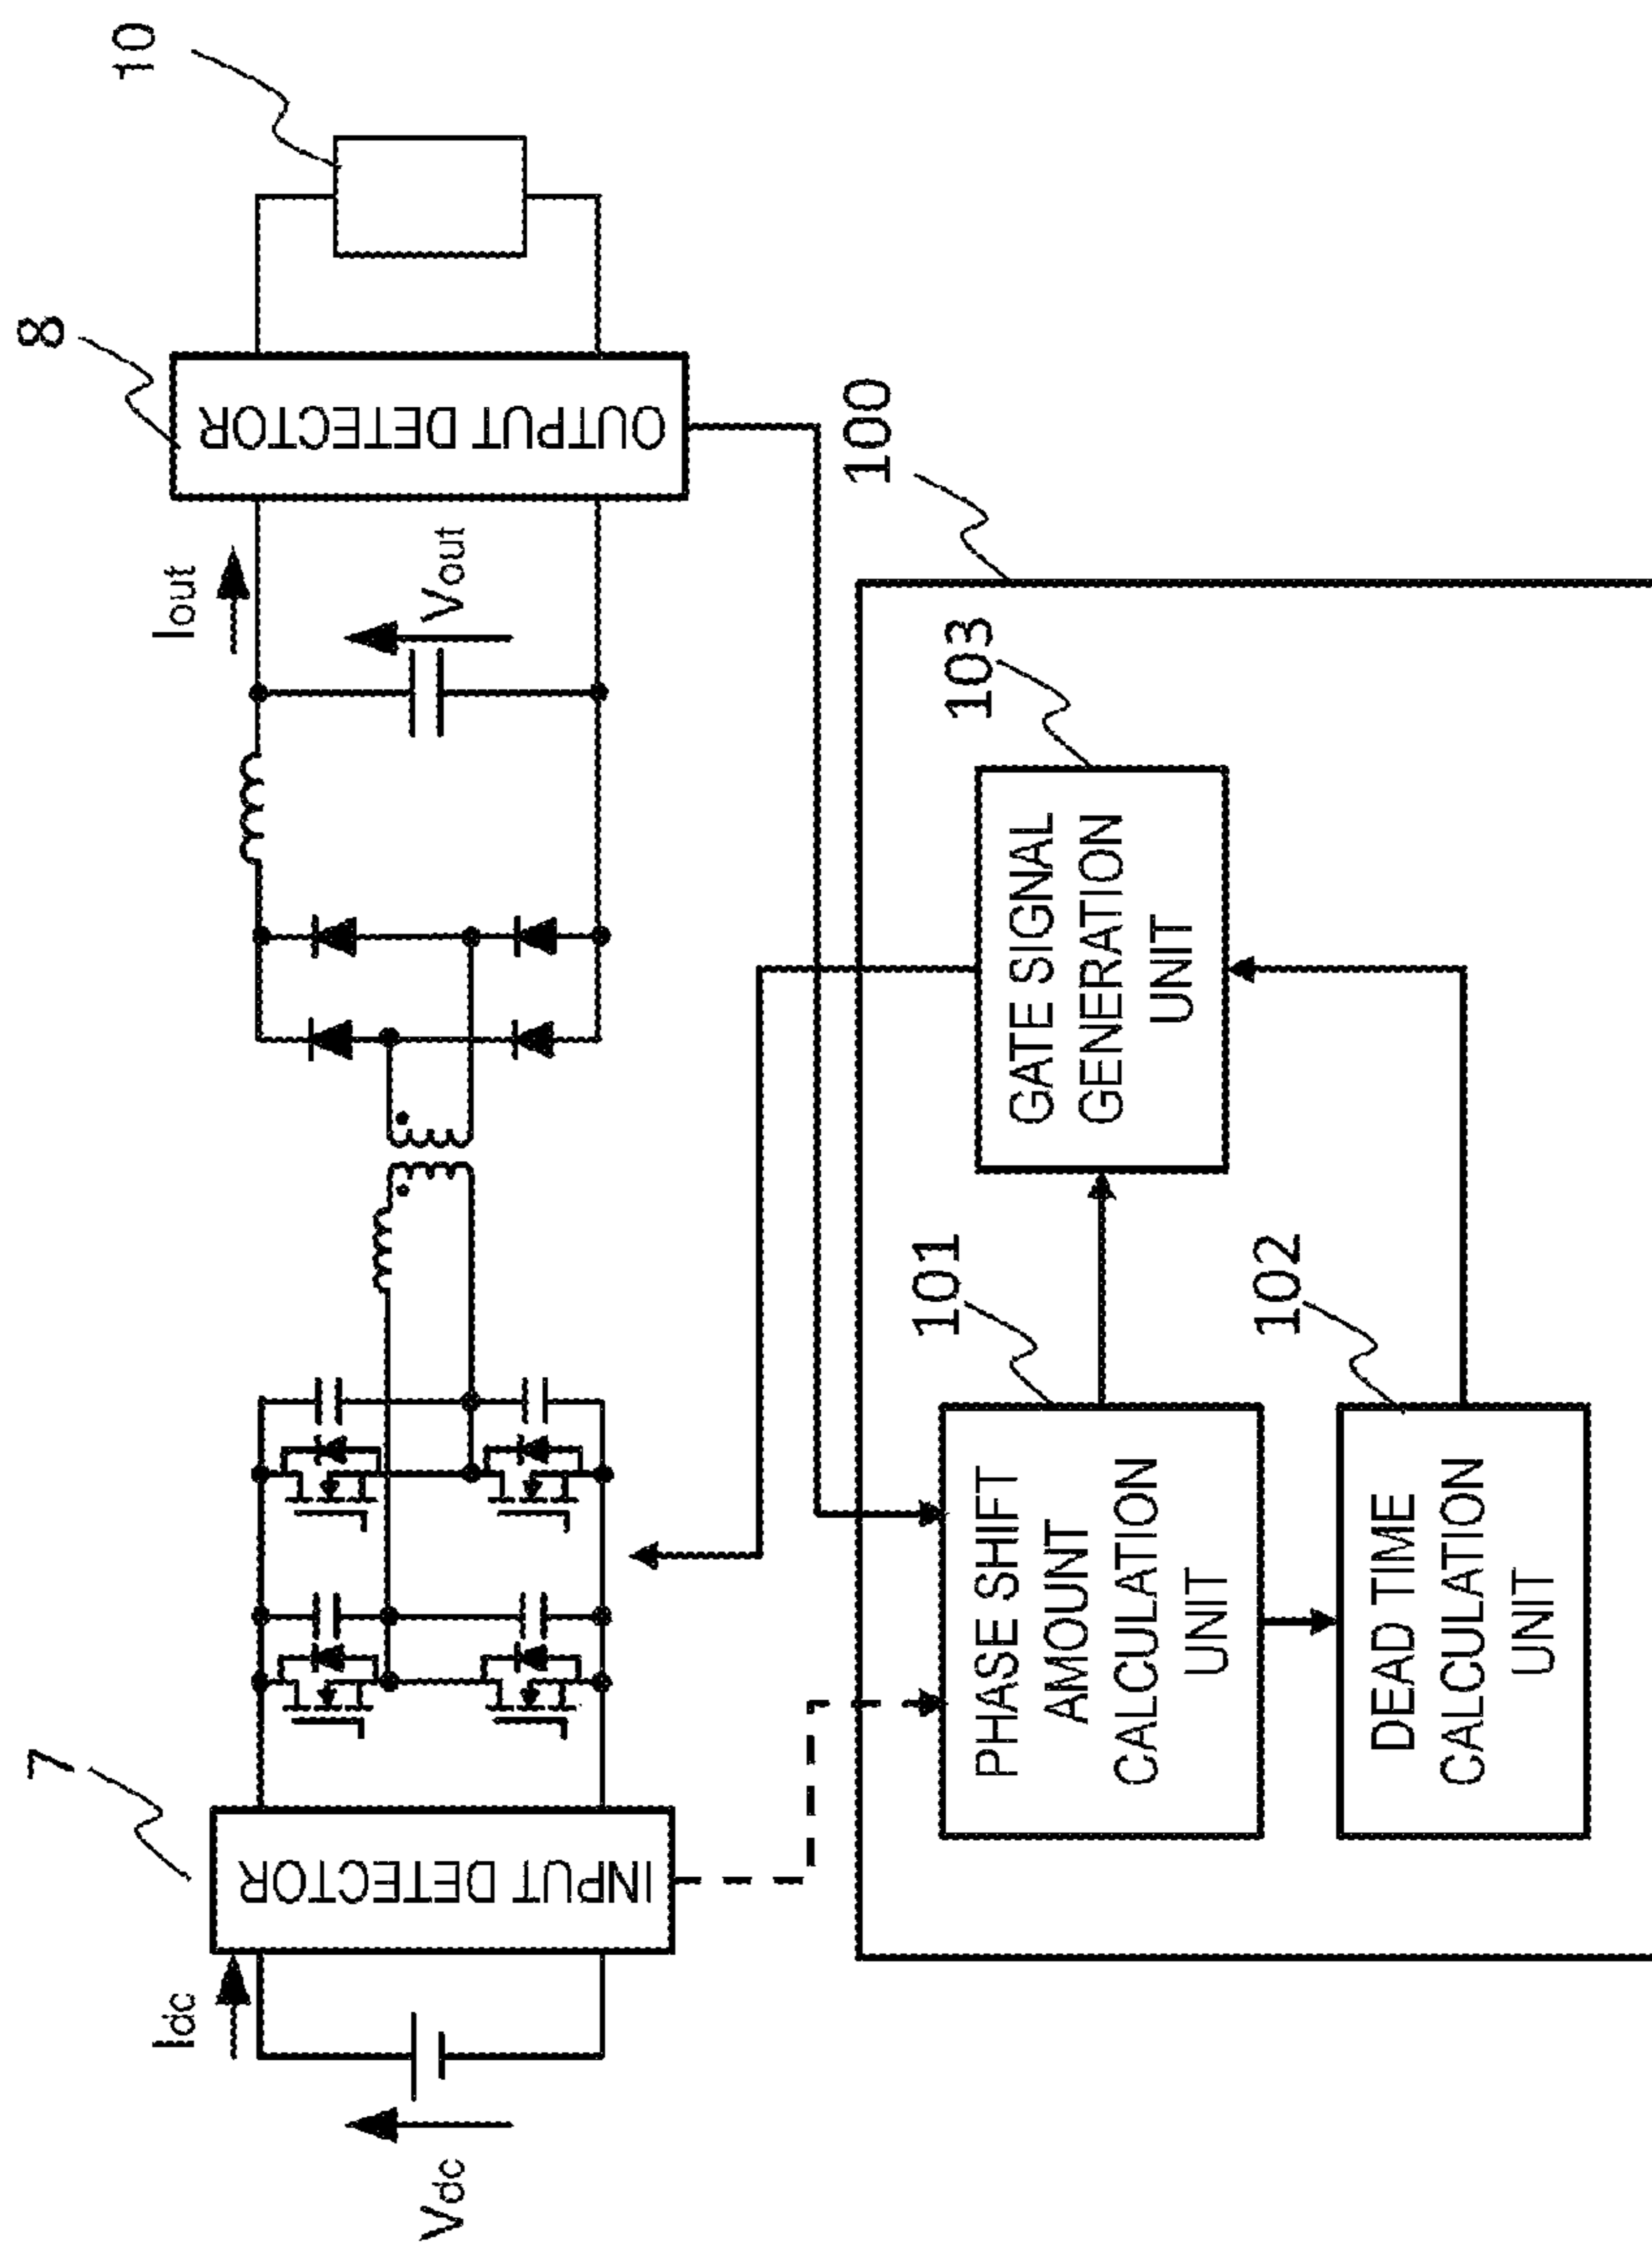 10
8
OUTPUT DETECTOR
Iout
Vout
7
INPUT DETECTOR
Idc
Vdc
100
103
GATE SIGNAL
GENERATION
UNIT
101
PHASE SHIFT
AMOUNT
CALCULATION
UNIT
102
DEAD TIME
CALCULATION
UNIT